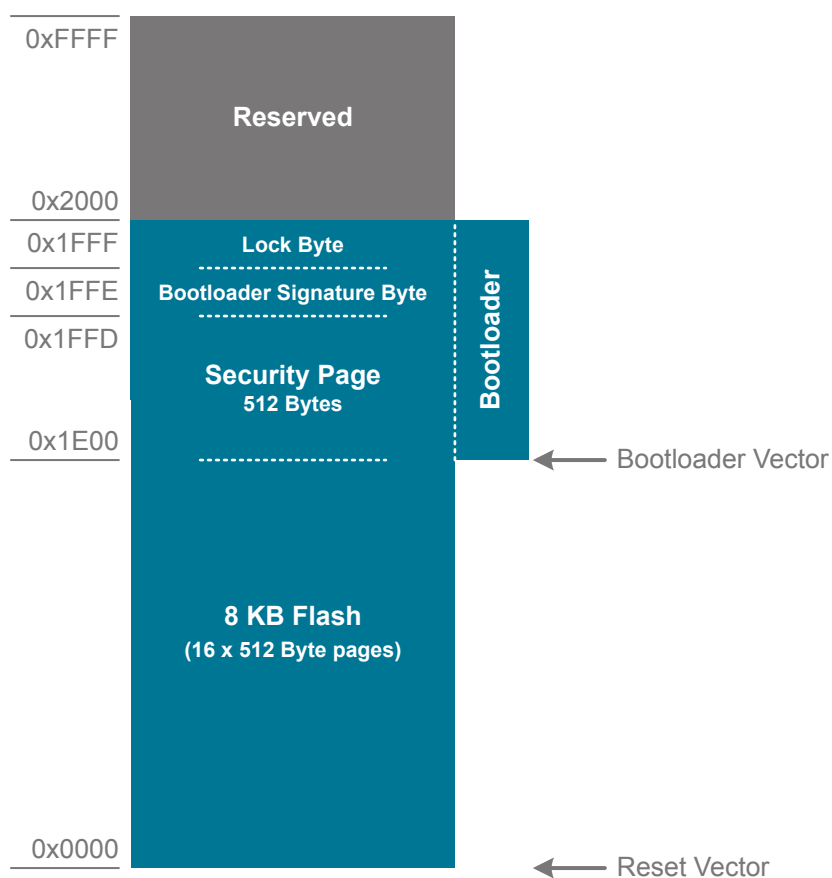 0xFFFF
Reserved
0x2000
0x1FFF
Lock Byte
0x1FFE
Bootloader Signature Byte
0x1FFD
Security Page
512 Bytes
Bootloader
0x1E00
Bootloader Vector
8 KB Flash
(16 x 512 Byte pages)
0x0000
Reset Vector